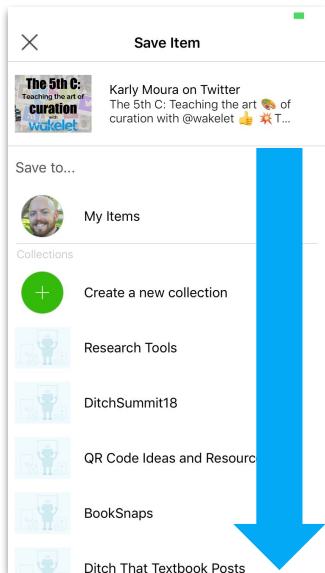 Save Item
The 5th C:
Teaching the art of
curation
with
wakelet
Karly Moura on Twitter
The 5th C: Teaching the art 🎨 of
curation with @wakelet 👍 💥T...
Save to...
My Items
Collections
Create a new collection
Research Tools
DitchSummit18
QR Code Ideas and Resourc
BookSnaps
Ditch That Textbook Posts